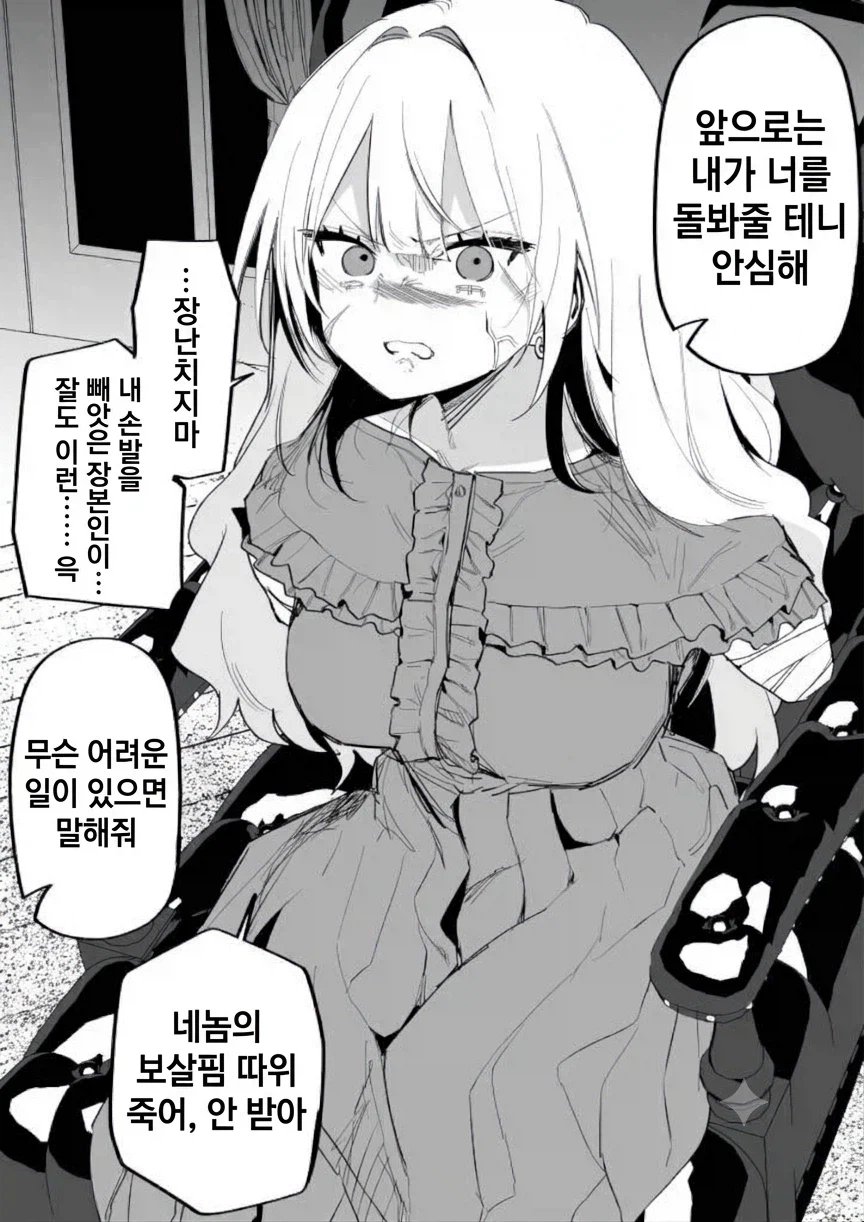 앞으로는
내가 너를
돌봐줄 테니
안심해
…장난치지마
내 손발을
빼앗은 장본인이…
잘도 이런…… 윽
무슨 어려운
일이 있으면
말해줘
네놈의
보살핌 따위
죽어, 안 받아